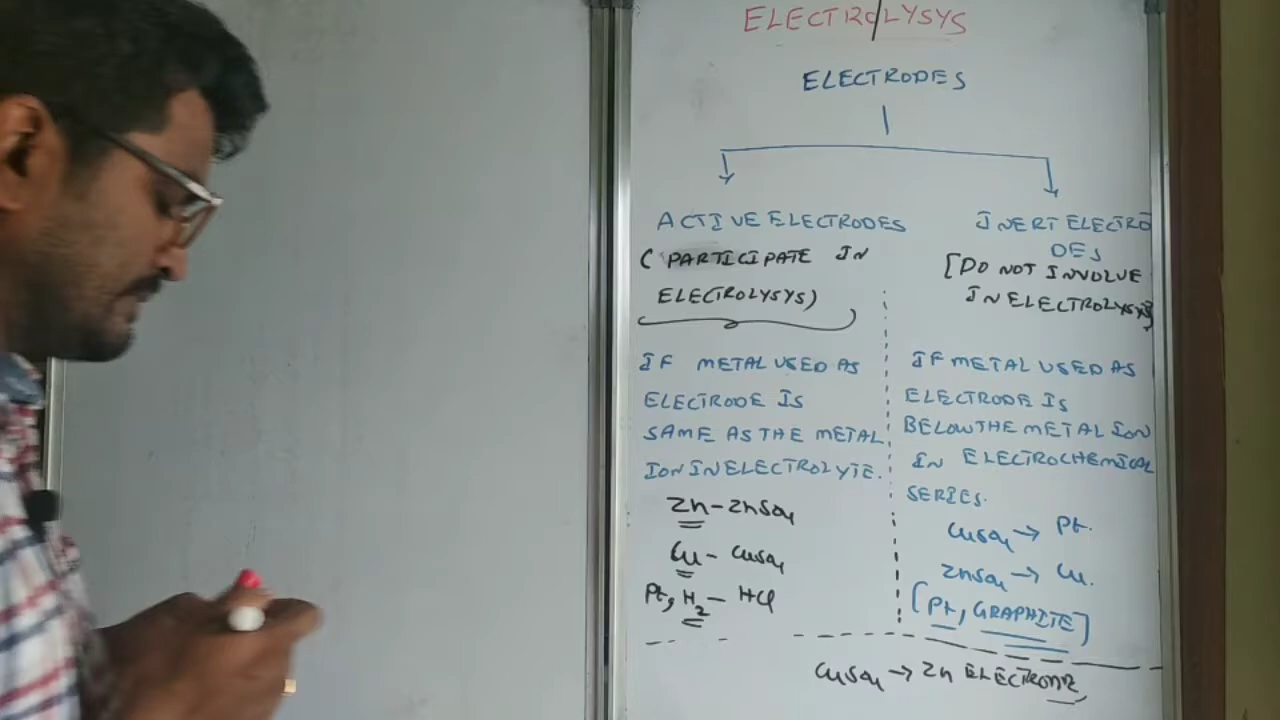 ELECTROLYSYS
ELECTRODES
ACTIVE ELECTRODES
( PARTICIPATE IN
ELECTROLYSYS)
IF METAL USED AS
ELECTRODE IS
SAME AS THE METAL
ION IN ELECTROLYTE.
Zn - ZnSO4
Cu - CuSO4
Pt, H2 - HCl
INERT ELECTRO
DES
[DO NOT INVOLVE
IN ELECTROLYSYS]
IF METAL USED AS
ELECTRODE IS
BELOW THE METAL ION
IN ELECTROCHEMICAL
SERIES.
CuSO4 → Pt.
ZnSO4 → Cu.
[Pt, GRAPHITE]
CuSO4 → Zn